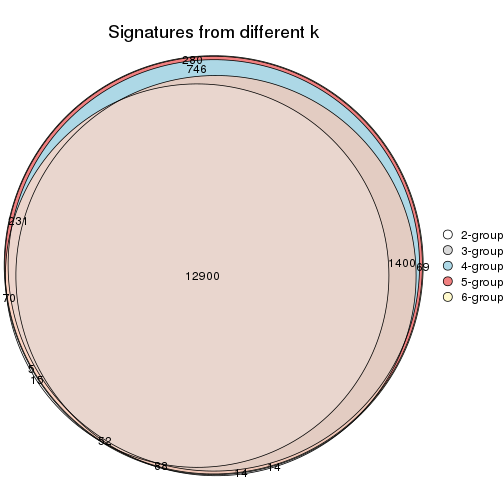 Signatures from different k
280
746
231
12900
1400
69
70
5
15
52
68
14
14
2-group
3-group
4-group
5-group
6-group